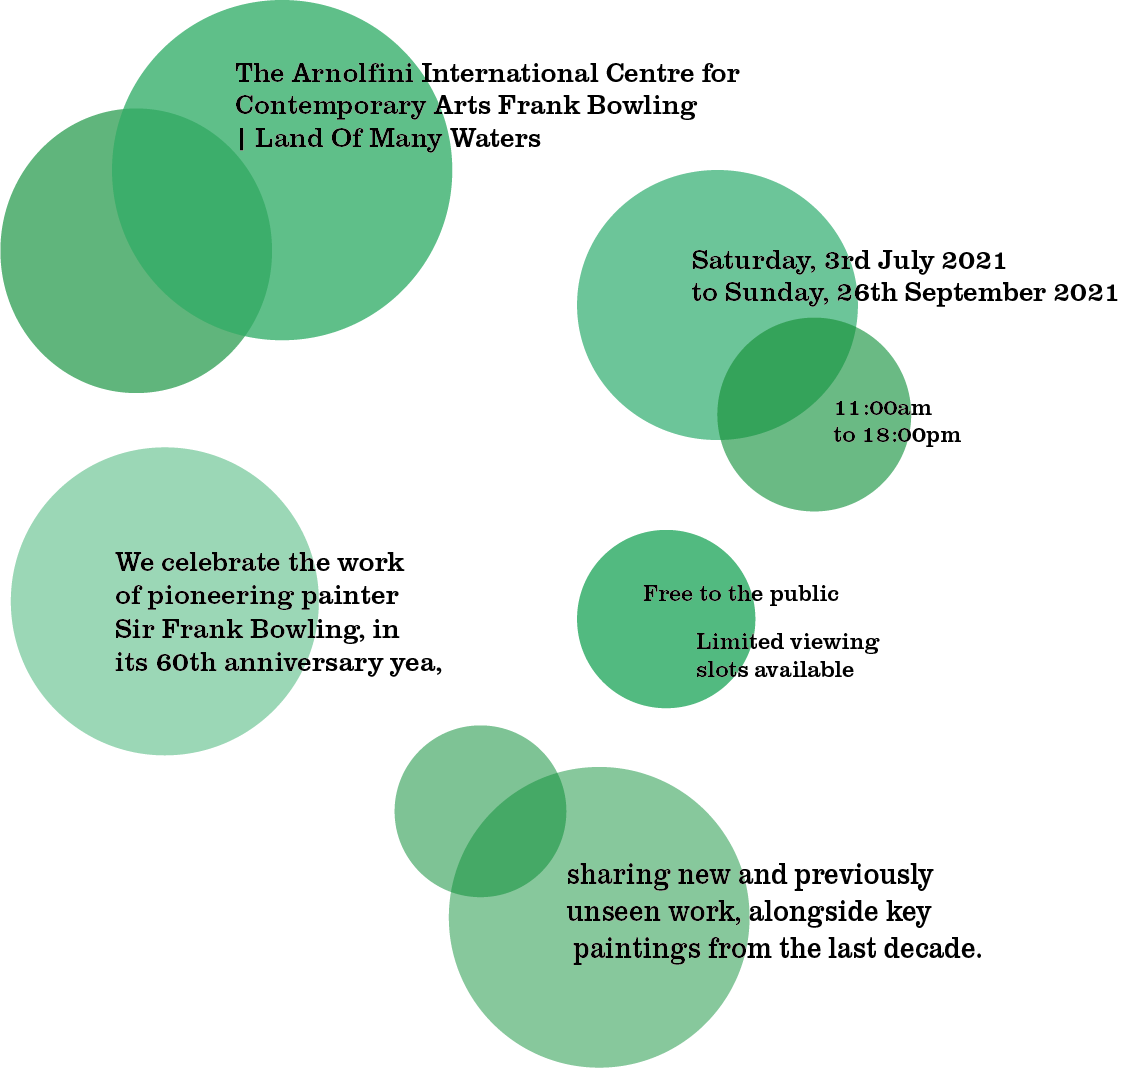 The Arnolfini International Centre for
Contemporary Arts Frank Bowling
| Land Of Many Waters
Saturday, 3rd July 2021
to Sunday, 26th September 2021
11:00am
to 18:00pm
We celebrate the work
of pioneering painter
Sir Frank Bowling, in
its 60th anniversary yea,
Free to the public
Limited viewing
slots available
sharing new and previously
unseen work, alongside key
paintings from the last decade.